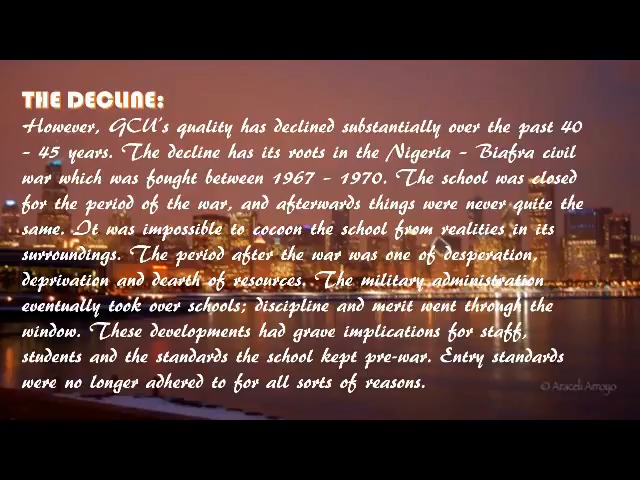 THE DECLINE:
However, GCU's quality has declined substantially over the past 40
- 45 years. The decline has its roots in the Nigeria - Biafra civil
war which was fought between 1967 - 1970. The school was closed
for the period of the war, and afterwards things were never quite the
same. It was impossible to cocoon the school from realities in its
surroundings. The period after the war was one of desperation,
deprivation and dearth of resources. The military administration
eventually took over schools; discipline and merit went through the
window. These developments had grave implications for staff,
students and the standards the school kept pre-war. Entry standards
were no longer adhered to for all sorts of reasons.
© Araceli Arroyo